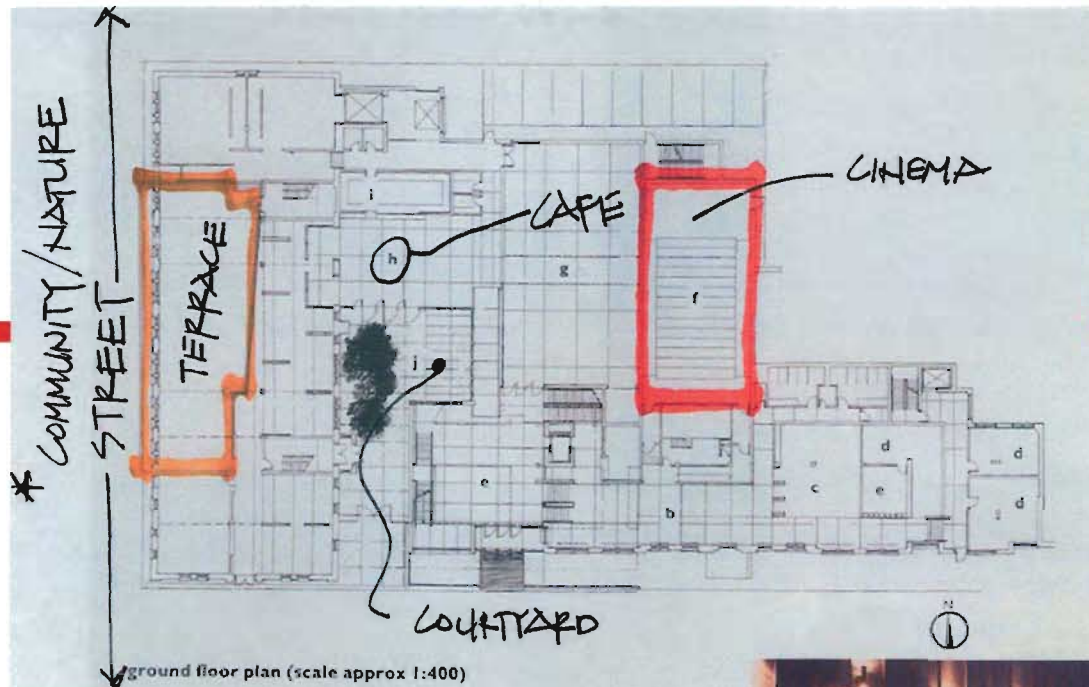 * COMMUNITY/NATURE
STREET
TERRACE
CAFE
CINEMA
COURTYARD
i
h
g
f
j
e
b
c
d
e
d
d
N
ground floor plan (scale approx 1:400)